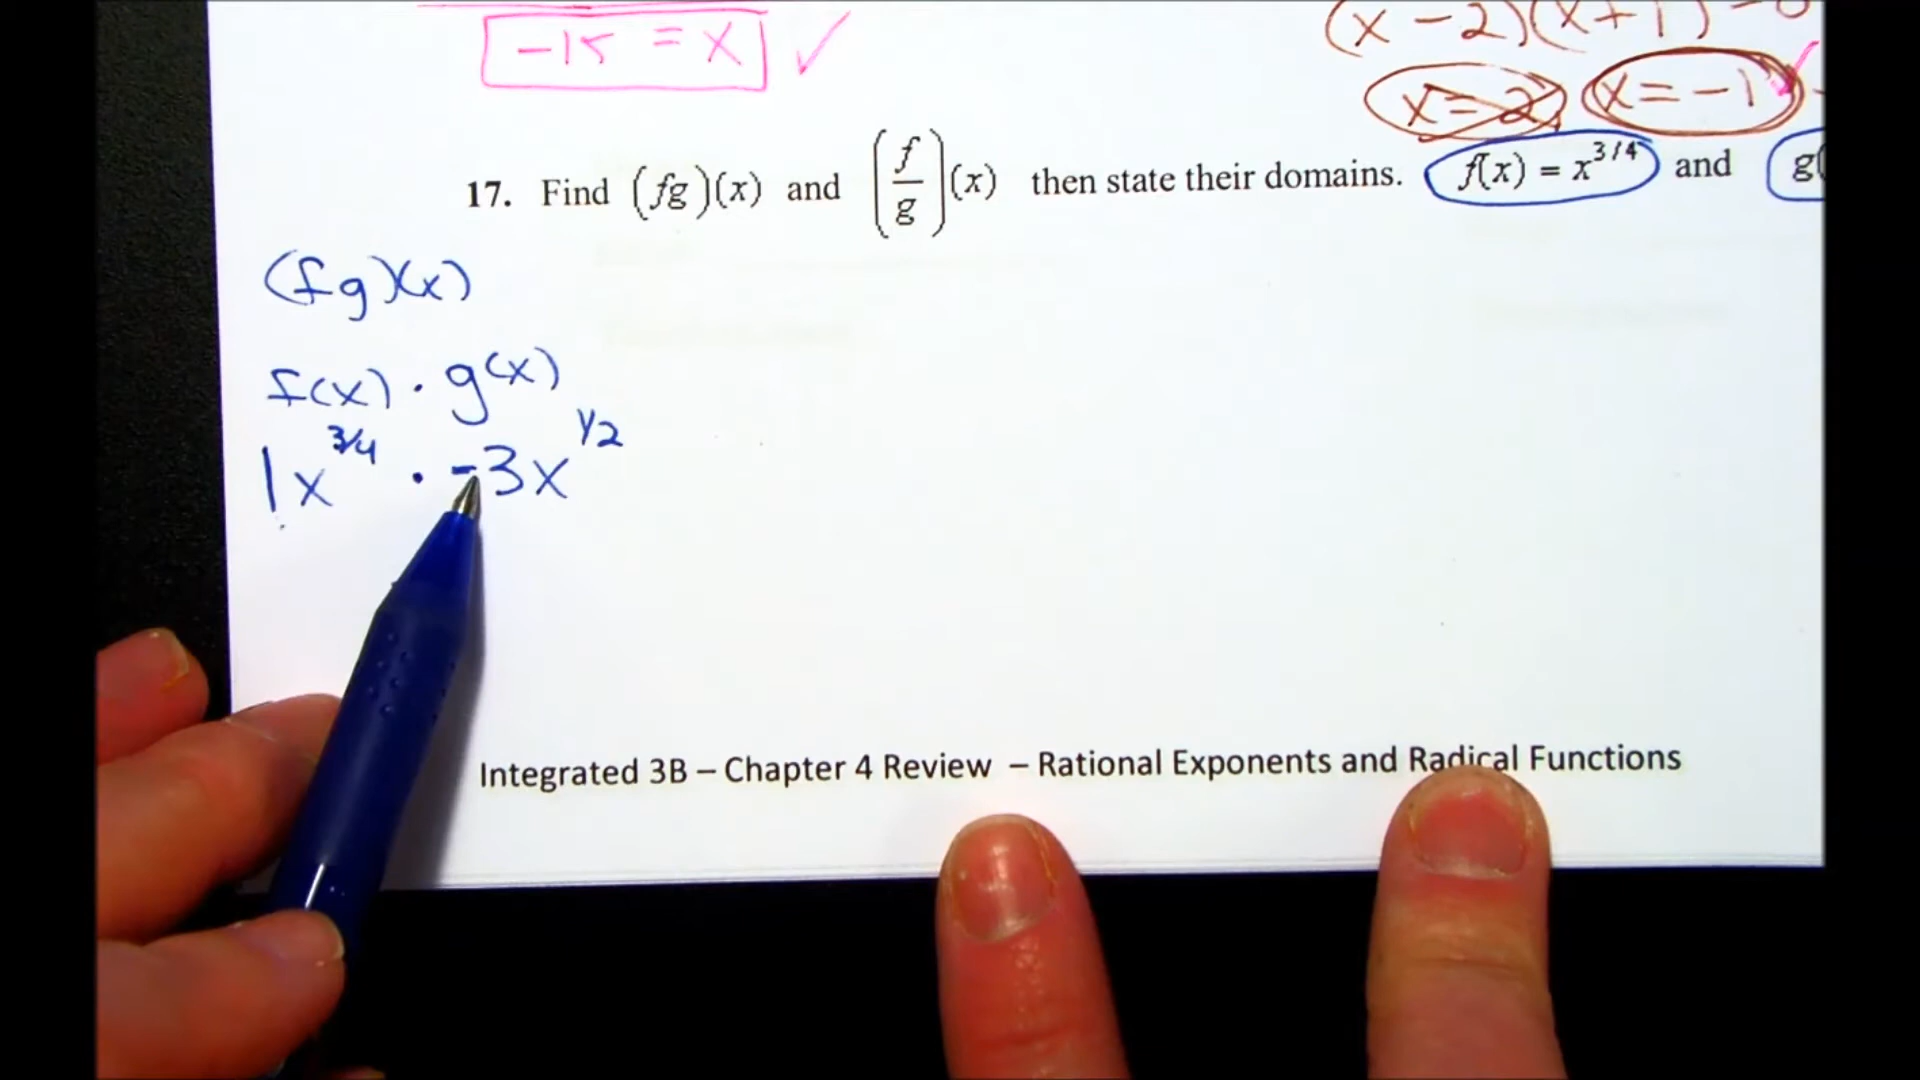 (x - 2)(x + 1)
-15 = x ✓
x = 2 x = -1
17. Find (fg)(x) and (f/g)(x) then state their domains. f(x) = x^{3/4} and g(
(fg)(x)
f(x) · g(x)
1x^{3/4} · -3x^{1/2}
Integrated 3B – Chapter 4 Review – Rational Exponents and Radical Functions